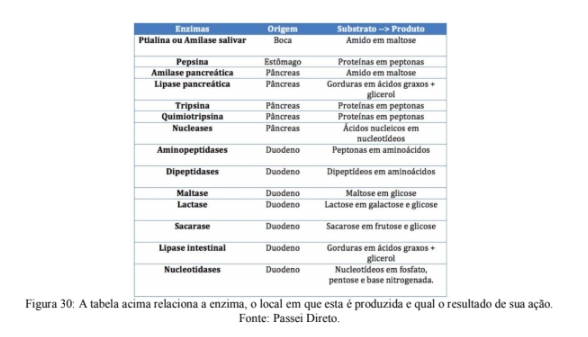 Enzimas Origem Substrato --> Produto
Ptialina ou Amilase salivar Boca Amido em maltose
Pepsina Estômago Proteínas em peptonas
Amilase pancreática Pâncreas Amido em maltose
Lipase pancreática Pâncreas Gorduras em ácidos graxos +
glicerol
Tripsina Pâncreas Proteínas em peptonas
Quimiotripsina Pâncreas Proteínas em peptonas
Nucleases Pâncreas Ácidos nucleicos em
nucleotídeos
Aminopeptidases Duodeno Peptonas em aminoácidos
Dipeptidases Duodeno Dipeptídeos em aminoácidos
Maltase Duodeno Maltose em glicose
Lactase Duodeno Lactose em galactose e glicose
Sacarase Duodeno Sacarose em frutose e glicose
Lipase intestinal Duodeno Gorduras em ácidos graxos +
glicerol
Nucleotidases Duodeno Nucleotídeos em fosfato,
pentose e base nitrogenada.
Figura 30: A tabela acima relaciona a enzima, o local em que esta é produzida e qual o resultado de sua ação.
Fonte: Passei Direto.